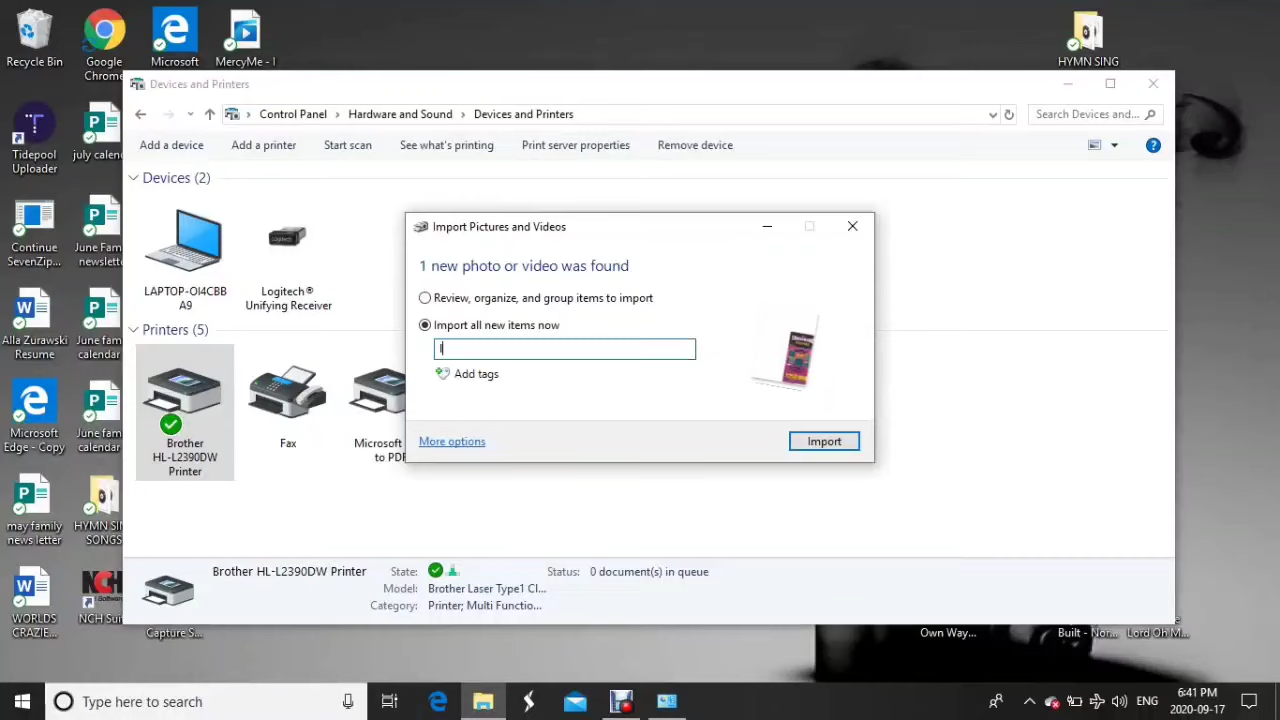 Recycle Bin
Google
Chrome
Microsoft
MercyMe - I
HYMN SING
Tidepool
Uploader
july calend
Continue
SevenZip...
June Fam
newslette
Alla Zurawski
Resume
June fami
calendar
Microsoft
Edge - Copy
June fami
calendar
may family
news letter
HYMN SIN
SONGS
WORLDS
CRAZIE...
NCH Sui
Capture S...
Own Way...
Built - Nor...
Lord Oh M...
Devices and Printers
Control Panel > Hardware and Sound > Devices and Printers
Search Devices and...
Add a device
Add a printer
Start scan
See what's printing
Print server properties
Remove device
Devices (2)
LAPTOP-OI4CBB
A9
Logitech®
Unifying Receiver
Printers (5)
Brother
HL-L2390DW
Printer
Fax
Microsoft
to PDF
Import Pictures and Videos
1 new photo or video was found
Review, organize, and group items to import
Import all new items now
Add tags
More options
Import
Brother HL-L2390DW Printer
State:
Status: 0 document(s) in queue
Model: Brother Laser Type1 Cl...
Category: Printer; Multi Functio...
Type here to search
ENG
6:41 PM
2020-09-17